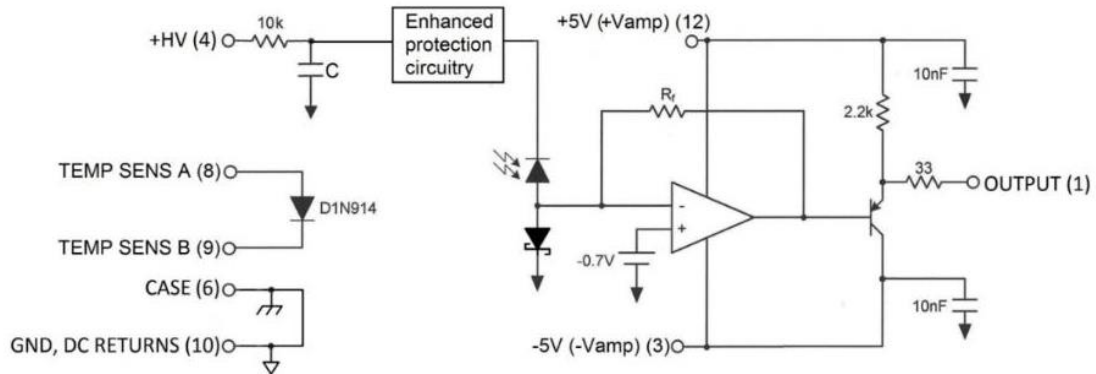 +HV (4)
10k
C
Enhanced
protection
circuitry
+5V (+Vamp) (12)
10nF
Rf
2.2k
TEMP SENS A (8)
D1N914
TEMP SENS B (9)
33
OUTPUT (1)
-
+
-0.7V
CASE (6)
10nF
GND, DC RETURNS (10)
-5V (-Vamp) (3)